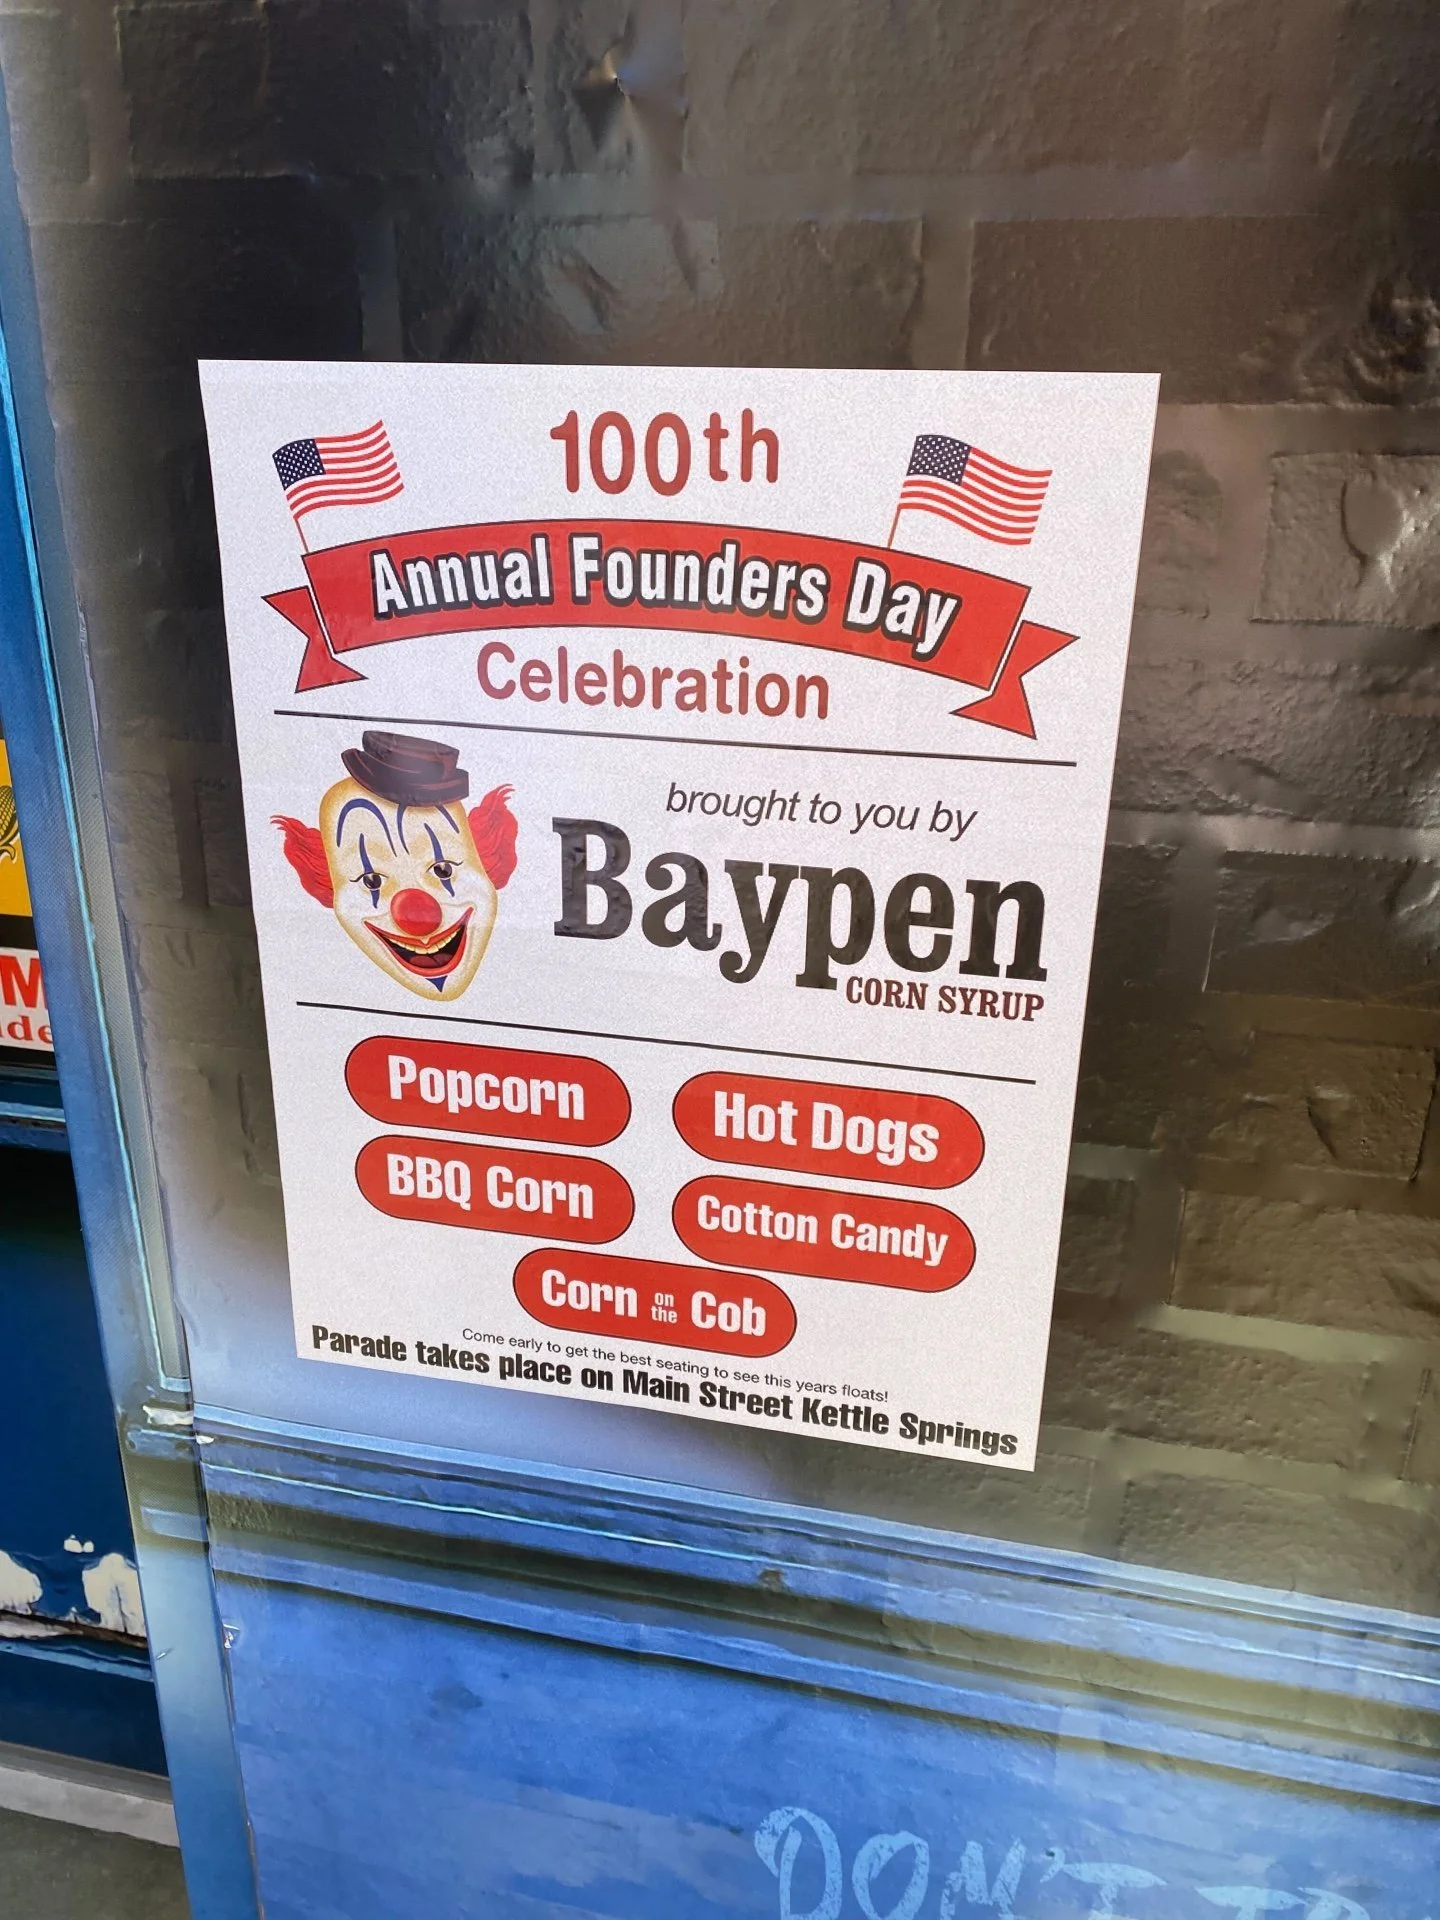 100th
Annual Founders Day
Celebration
brought to you by
Baypen
CORN SYRUP
Popcorn
Hot Dogs
BBQ Corn
Cotton Candy
Corn on the Cob
Come early to get the best seating to see this years floats!
Parade takes place on Main Street Kettle Springs
DON'T